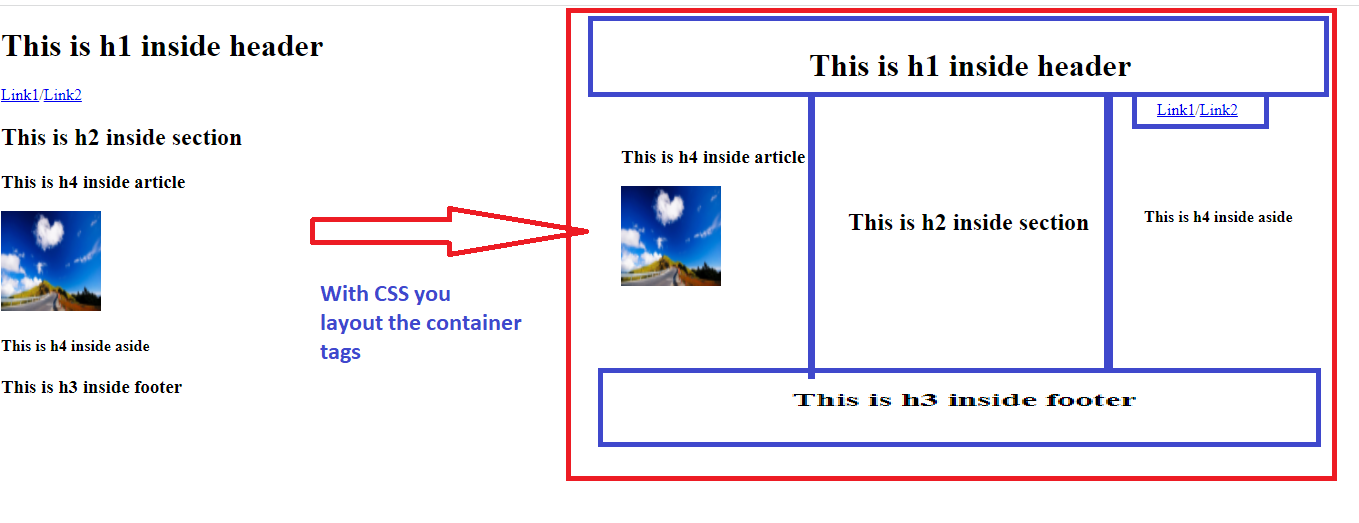 This is h1 inside header
Link1/Link2
This is h2 inside section
This is h4 inside article
This is h4 inside aside
This is h3 inside footer
With CSS you
layout the container
tags
This is h1 inside header
Link1/Link2
This is h4 inside article
This is h2 inside section
This is h4 inside aside
This is h3 inside footer